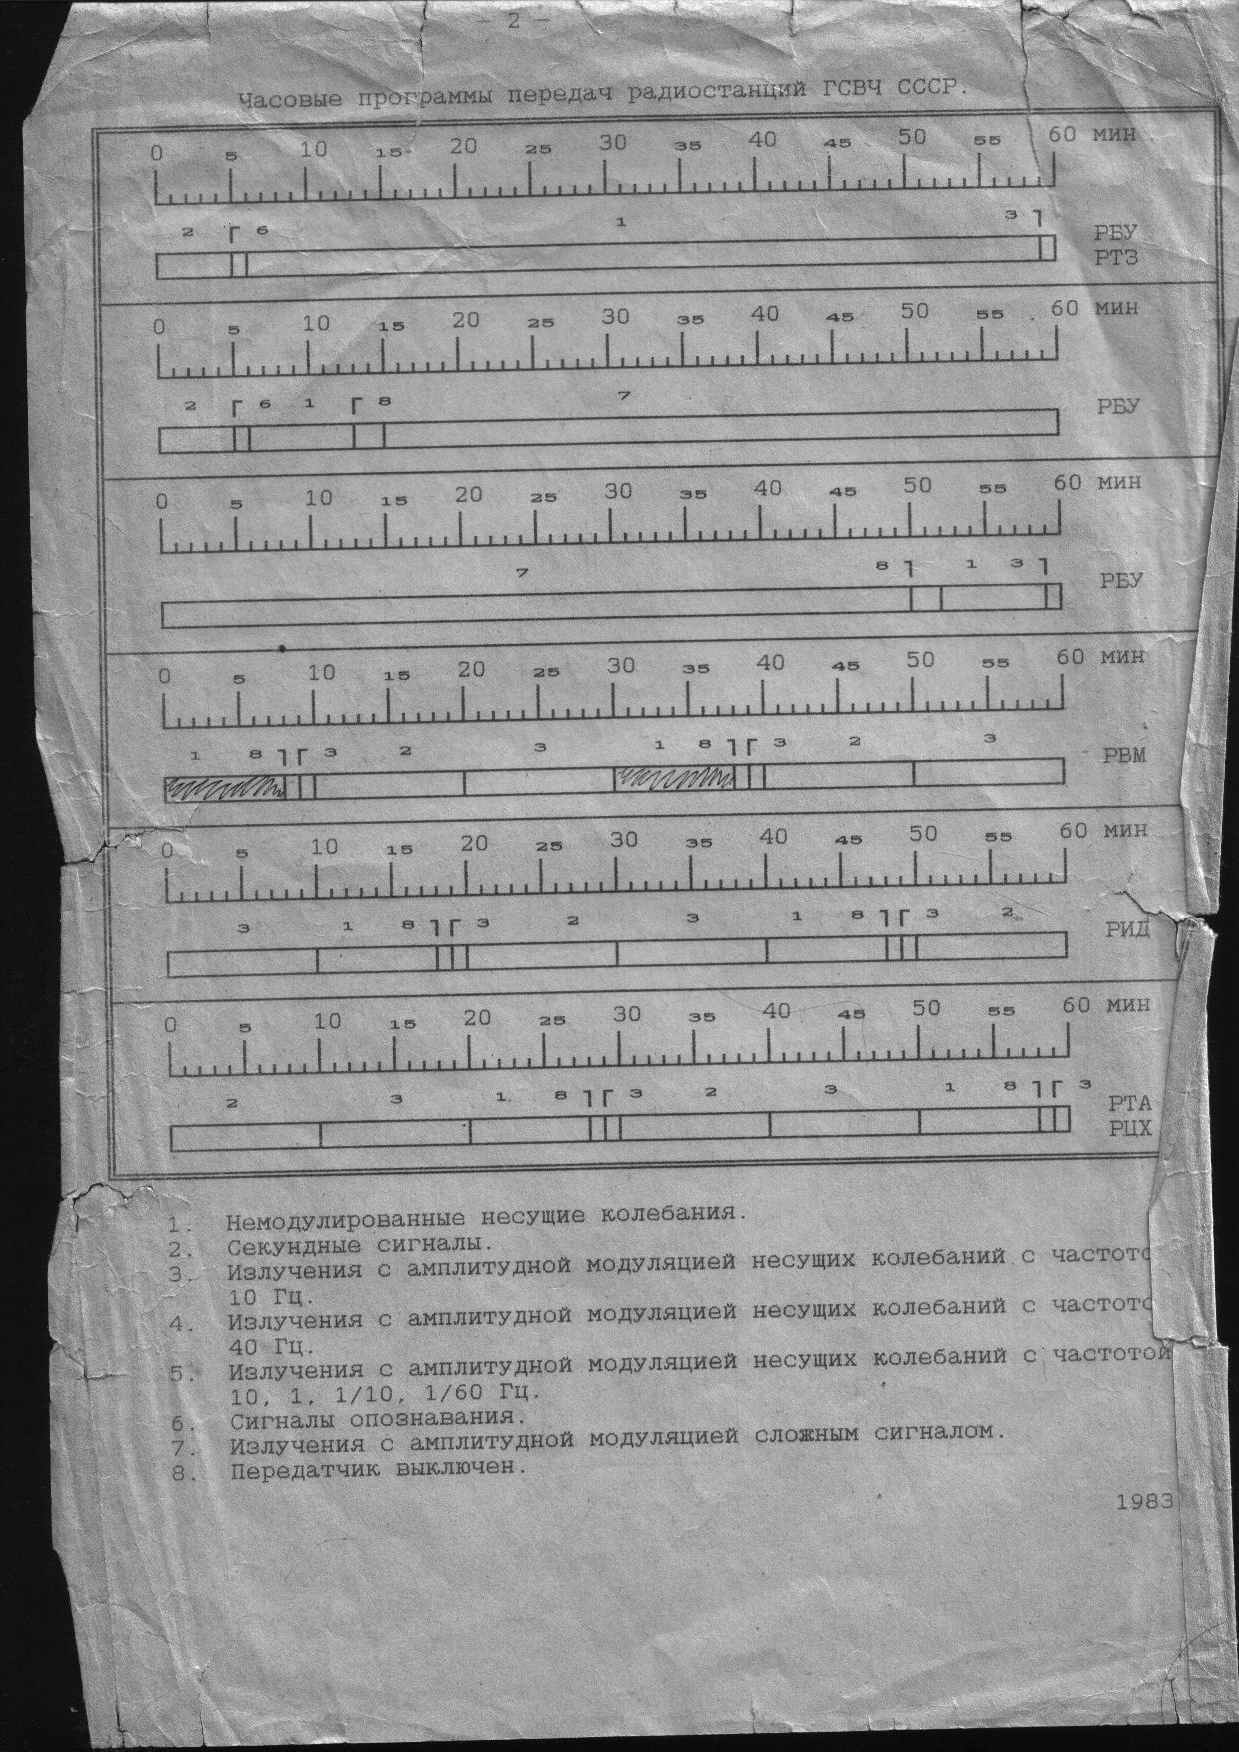 - 2 -
Часовые программы передач радиостанций ГСВЧ СССР.
0 5 10 15 20 25 30 35 40 45 50 55 60 мин
2 6 1 3
РБУ
РТЗ
0 5 10 15 20 25 30 35 40 45 50 55 60 мин
2 6 1 8 7
РБУ
0 5 10 15 20 25 30 35 40 45 50 55 60 мин
7 8 1 3
РБУ
0 5 10 15 20 25 30 35 40 45 50 55 60 мин
1 8 3 2 3 1 8 3 2 3
РВМ
0 5 10 15 20 25 30 35 40 45 50 55 60 мин
3 1 8 3 2 3 1 8 3 2
РИД
0 5 10 15 20 25 30 35 40 45 50 55 60 мин
2 3 1 8 3 2 3 1 8 3
РТА
РЦХ
1. Немодулированные несущие колебания.
2. Секундные сигналы.
3. Излучения с амплитудной модуляцией несущих колебаний с частото
10 Гц.
4. Излучения с амплитудной модуляцией несущих колебаний с частото
40 Гц.
5. Излучения с амплитудной модуляцией несущих колебаний с частотой
10, 1, 1/10, 1/60 Гц.
6. Сигналы опознавания.
7. Излучения с амплитудной модуляцией сложным сигналом.
8. Передатчик выключен.
1983